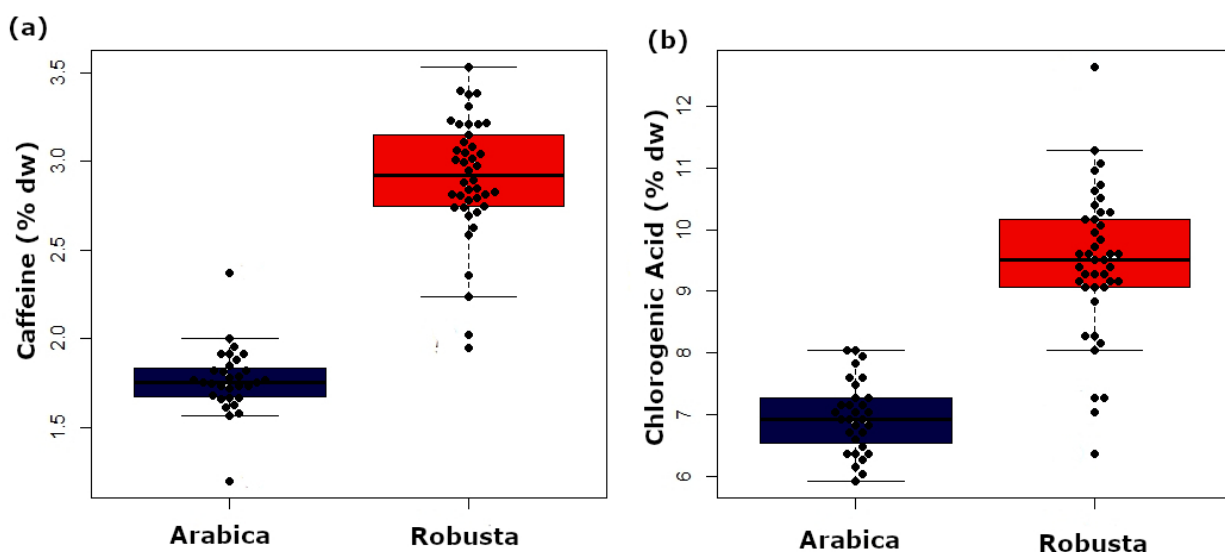 (a)
Caffeine (% dw)
3.5
3.0
2.5
2.0
1.5
Arabica
Robusta
(b)
Chlorogenic Acid (% dw)
12
11
10
9
8
7
6
Arabica
Robusta